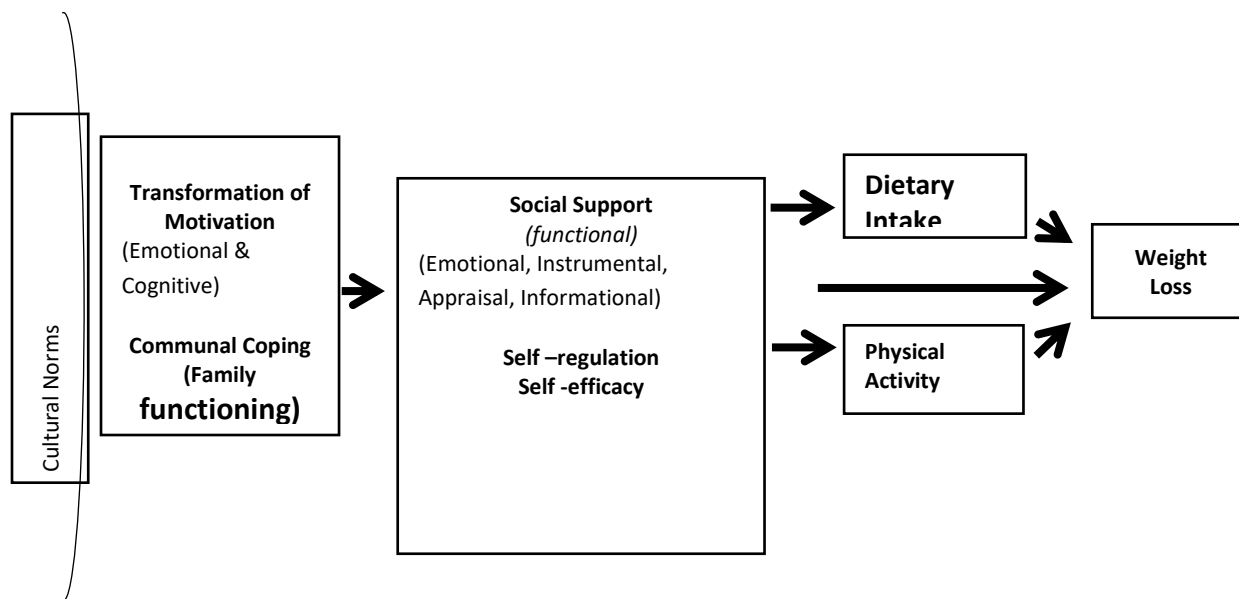 Cultural Norms
Transformation of
Motivation
(Emotional &
Cognitive)
Communal Coping
(Family
functioning)
Social Support
(functional)
(Emotional, Instrumental,
Appraisal, Informational)
Self –regulation
Self -efficacy
Dietary
Intake
Physical
Activity
Weight
Loss